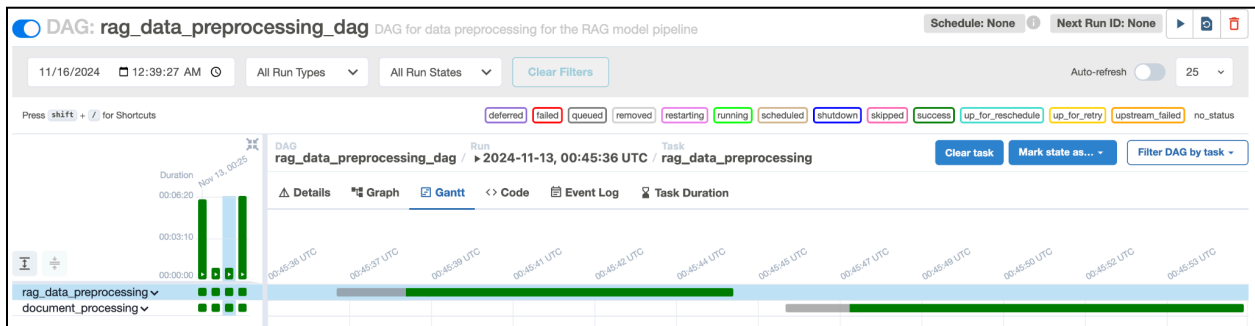 DAG: rag_data_preprocessing_dag DAG for data preprocessing for the RAG model pipeline
Schedule: None Next Run ID: None
11/16/2024 12:39:27 AM All Run Types All Run States Clear Filters
Auto-refresh 25
Press shift + / for Shortcuts
deferred failed queued removed restarting running scheduled shutdown skipped success up_for_reschedule up_for_retry upstream_failed no_status
DAG Run Task
rag_data_preprocessing_dag / 2024-11-13, 00:45:36 UTC / rag_data_preprocessing
Clear task Mark state as... Filter DAG by task
Details Graph Gantt Code Event Log Task Duration
Duration Nov 13, 00:25
00:06:20
00:03:10
00:00:00
00:45:36 UTC 00:45:37 UTC 00:45:39 UTC 00:45:41 UTC 00:45:42 UTC 00:45:44 UTC 00:45:45 UTC 00:45:47 UTC 00:45:49 UTC 00:45:50 UTC 00:45:52 UTC 00:45:53 UTC
rag_data_preprocessing
document_processing